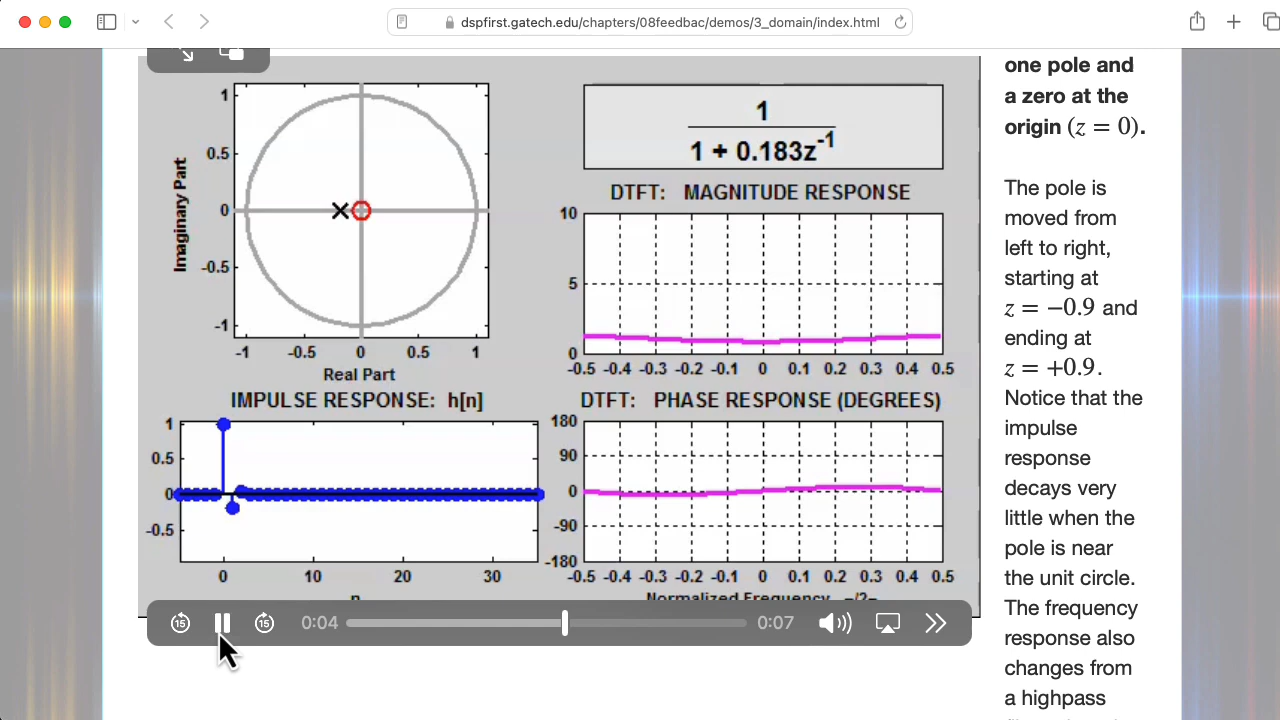 dspfirst.gatech.edu/chapters/08feedbac/demos/3_domain/index.html
1
0.5
0
-0.5
-1
Imaginary Part
-1 -0.5 0 0.5 1
Real Part
1
1 + 0.183z^-1
DTFT: MAGNITUDE RESPONSE
10
5
0
-0.5 -0.4 -0.3 -0.2 -0.1 0 0.1 0.2 0.3 0.4 0.5
IMPULSE RESPONSE: h[n]
1
0.5
0
-0.5
0 10 20 30
n
DTFT: PHASE RESPONSE (DEGREES)
180
90
0
-90
-180
-0.5 -0.4 -0.3 -0.2 -0.1 0 0.1 0.2 0.3 0.4 0.5
Normalized Frequency
15 15 0:04 0:07
one pole and
a zero at the
origin (z = 0).
The pole is
moved from
left to right,
starting at
z = −0.9 and
ending at
z = +0.9.
Notice that the
impulse
response
decays very
little when the
pole is near
the unit circle.
The frequency
response also
changes from
a highpass